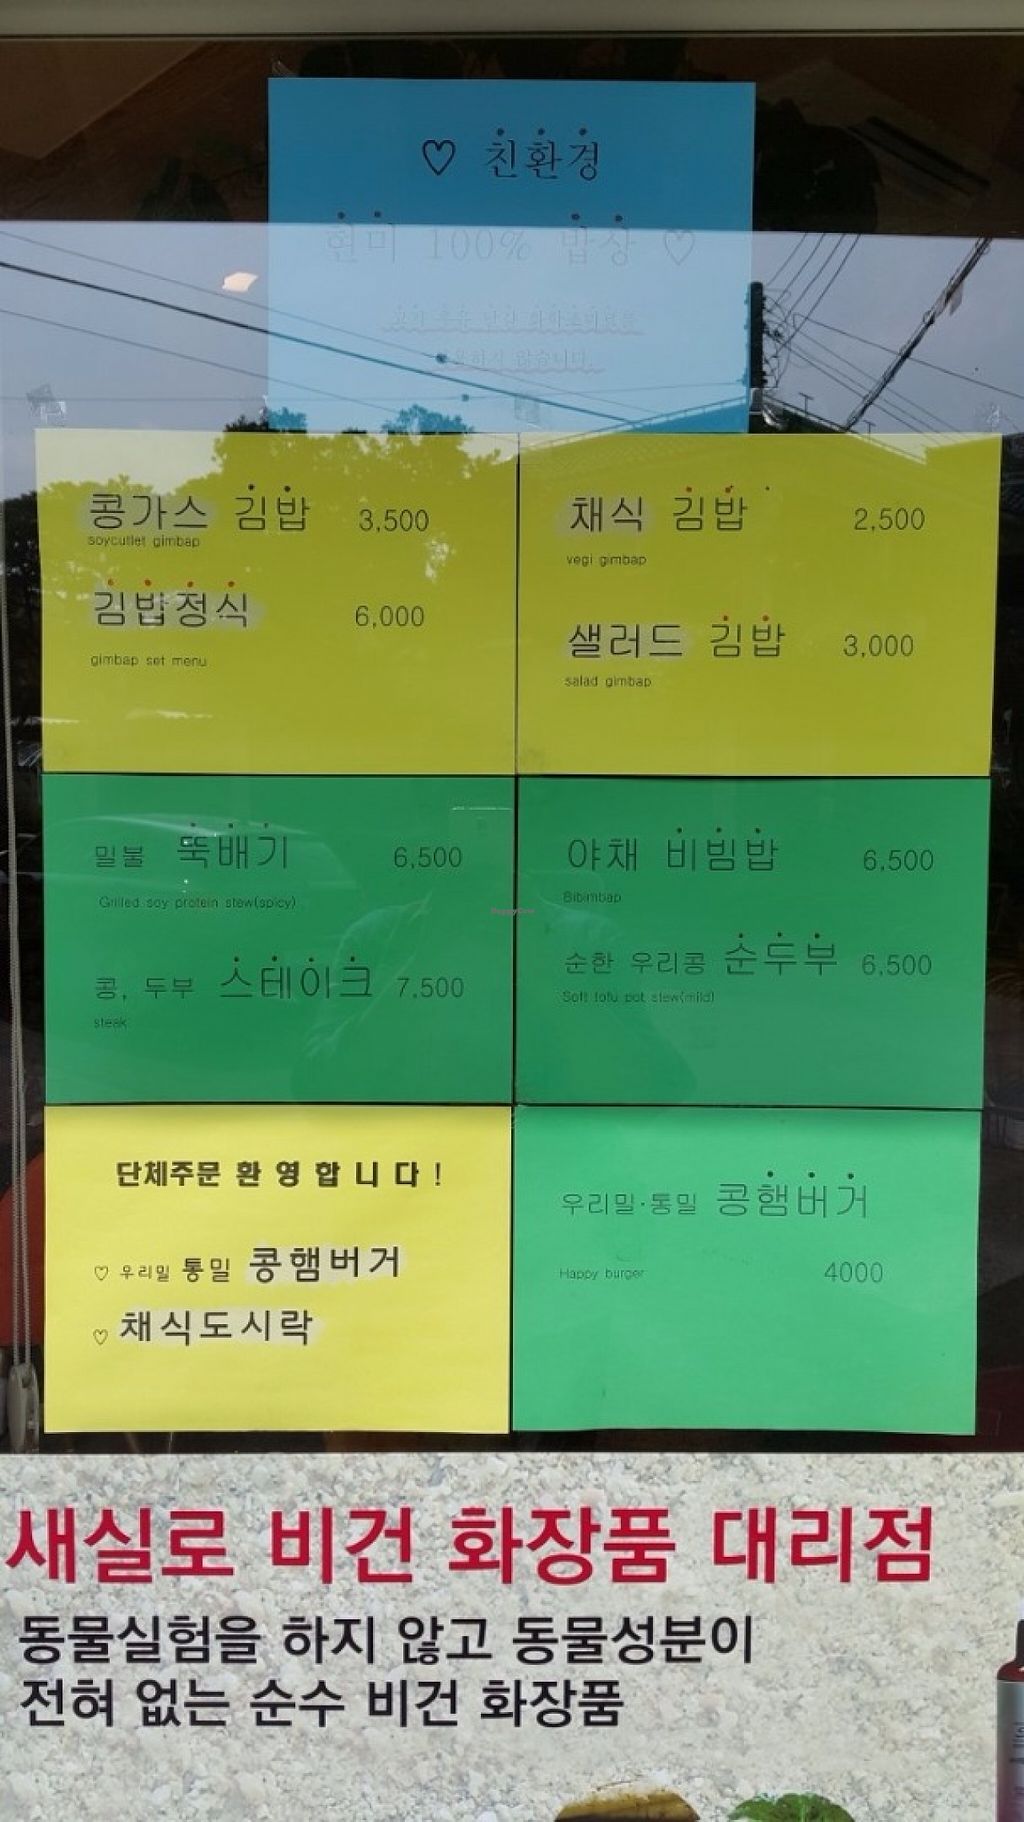 ♡ 친환경
현미 100% 밥상 ♡
않습니다.
콩가스 김밥 3,500
soycutlet gimbap
김밥정식 6,000
gimbap set menu
채식 김밥 2,500
vegi gimbap
샐러드 김밥 3,000
salad gimbap
밀불 뚝배기 6,500
Grilled soy protein stew(spicy)
콩, 두부 스테이크 7,500
steak
야채 비빔밥 6,500
Bibimbap
순한 우리콩 순두부 6,500
Soft tofu pot stew(mild)
단체주문 환 영 합 니 다 !
♡ 우리밀 통밀 콩햄버거
♡ 채식도시락
우리밀·통밀 콩햄버거
Happy burger 4000
새실로 비건 화장품 대리점
동물실험을 하지 않고 동물성분이
전혀 없는 순수 비건 화장품
HappyCow